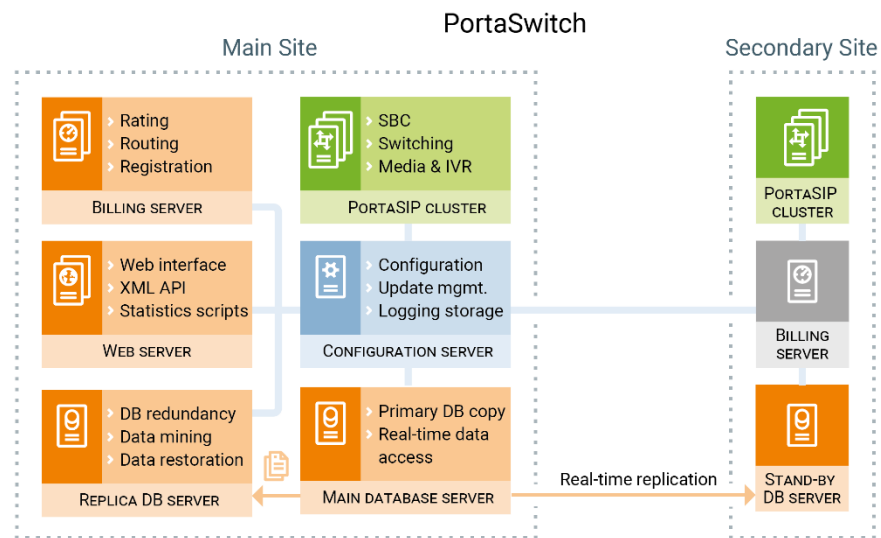 PortaSwitch
Main Site
Secondary Site
Rating
Routing
Registration
BILLING SERVER
SBC
Switching
Media & IVR
PORTASIP CLUSTER
PORTASIP
CLUSTER
Web interface
XML API
Statistics scripts
WEB SERVER
Configuration
Update mgmt.
Logging storage
CONFIGURATION SERVER
BILLING
SERVER
DB redundancy
Data mining
Data restoration
REPLICA DB SERVER
Primary DB copy
Real-time data
access
MAIN DATABASE SERVER
Real-time replication
STAND-BY
DB SERVER